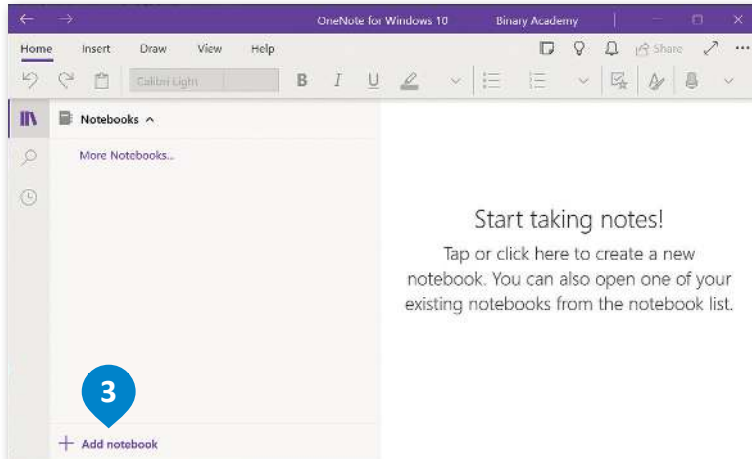 OneNote for Windows 10 Binary Academy
Home Insert Draw View Help Share
Calibri Light B I U
Notebooks
More Notebooks...
Start taking notes!
Tap or click here to create a new
notebook. You can also open one of your
existing notebooks from the notebook list.
3
Add notebook